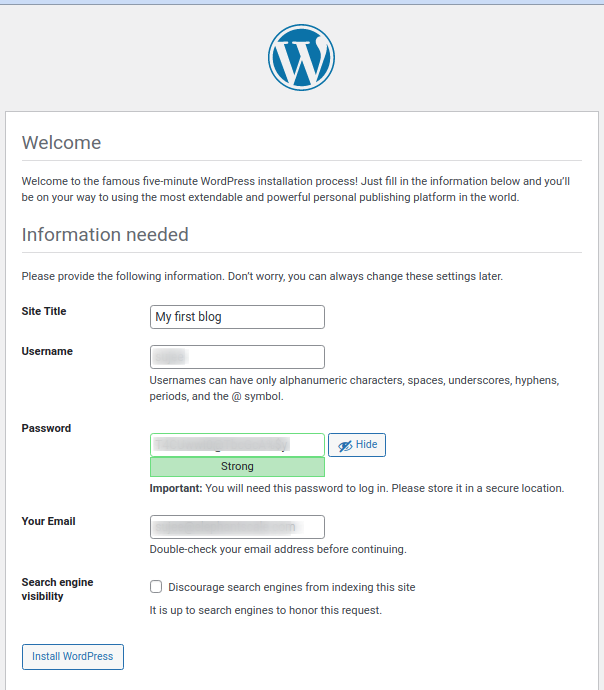 Welcome
Welcome to the famous five-minute WordPress installation process! Just fill in the information below and you’ll
be on your way to using the most extendable and powerful personal publishing platform in the world.
Information needed
Please provide the following information. Don’t worry, you can always change these settings later.
Site Title
My first blog
Username
Usernames can have only alphanumeric characters, spaces, underscores, hyphens,
periods, and the @ symbol.
Password
Hide
Strong
Important: You will need this password to log in. Please store it in a secure location.
Your Email
Double-check your email address before continuing.
Search engine
visibility
Discourage search engines from indexing this site
It is up to search engines to honor this request.
Install WordPress